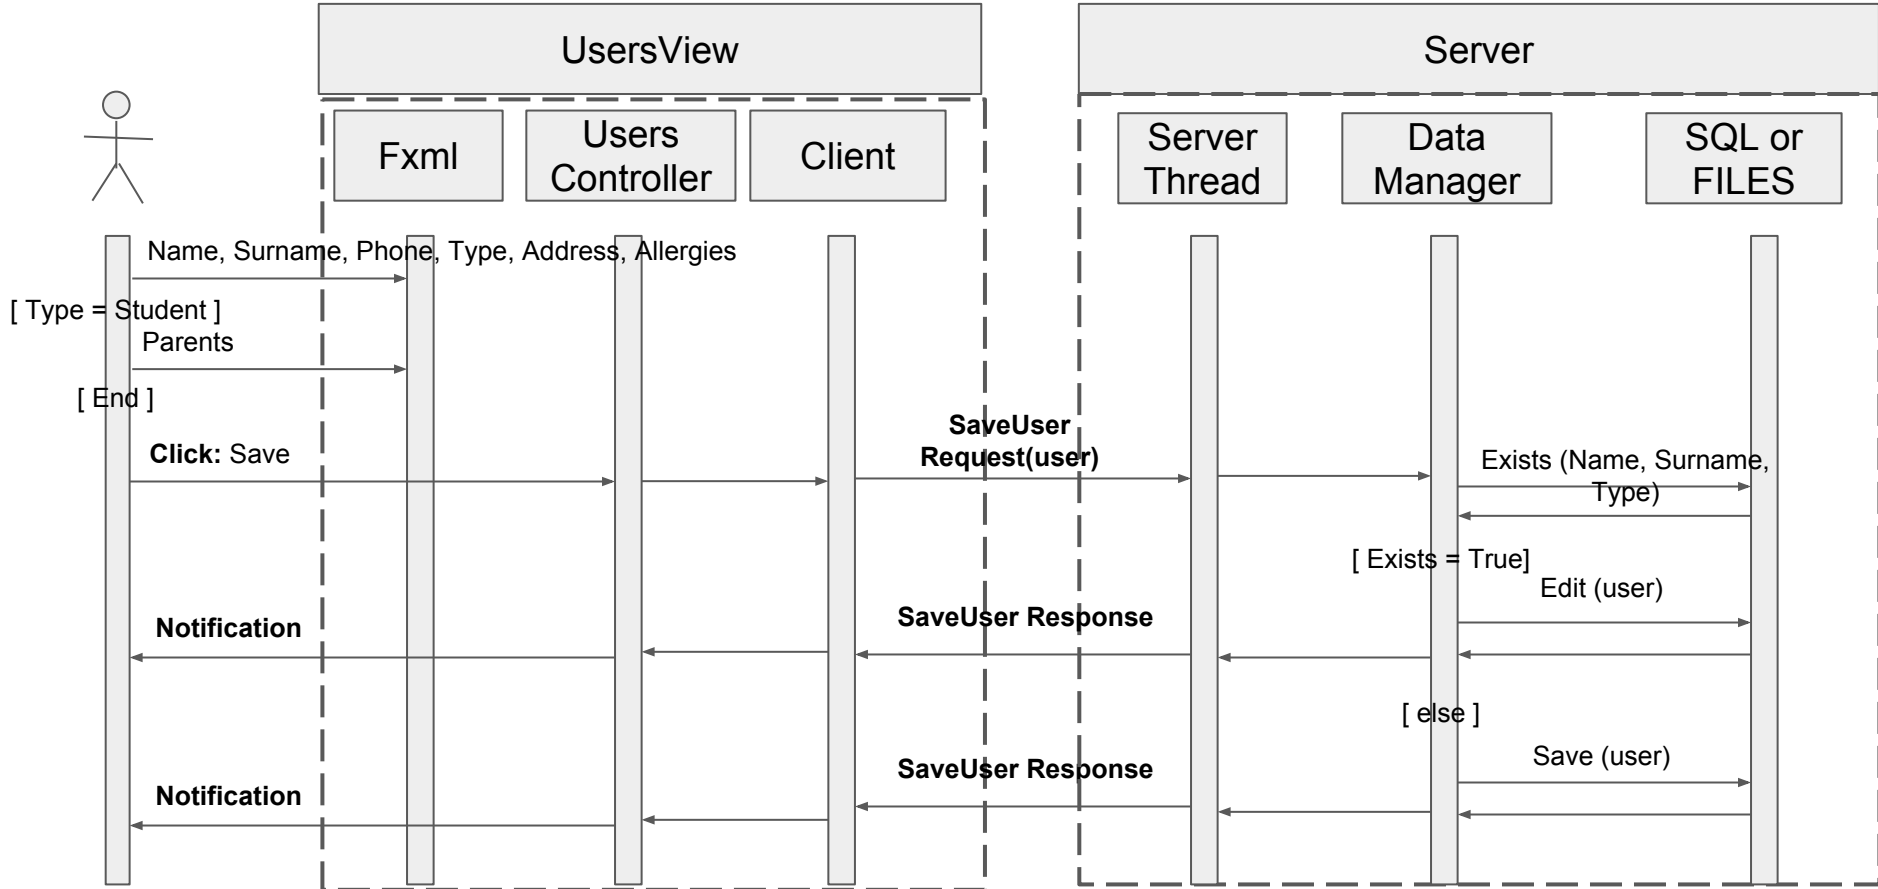 UsersView
Server
Fxml
Users
Controller
Client
Server
Thread
Data
Manager
SQL or
FILES
Name, Surname, Phone, Type, Address, Allergies
[ Type = Student ]
Parents
[ End ]
Click: Save
SaveUser
Request(user)
Exists (Name, Surname,
Type)
[ Exists = True]
Edit (user)
SaveUser Response
Notification
[ else ]
Save (user)
SaveUser Response
Notification